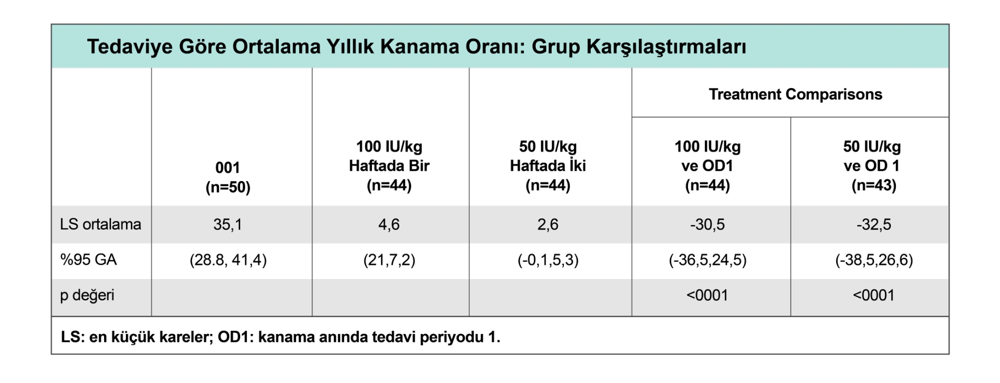 Tedaviye Göre Ortalama Yıllık Kanama Oranı: Grup Karşılaştırmaları
Treatment Comparisons
001
(n=50)
100 IU/kg
Haftada Bir
(n=44)
50 IU/kg
Haftada İki
(n=44)
100 IU/kg
ve OD1
(n=44)
50 IU/kg
ve OD 1
(n=43)
LS ortalama 35,1 4,6 2,6 -30,5 -32,5
%95 GA (28.8, 41,4) (21,7,2) (-0,1,5,3) (-36,5,24,5) (-38,5,26,6)
p değeri <0001 <0001
LS: en küçük kareler; OD1: kanama anında tedavi periyodu 1.